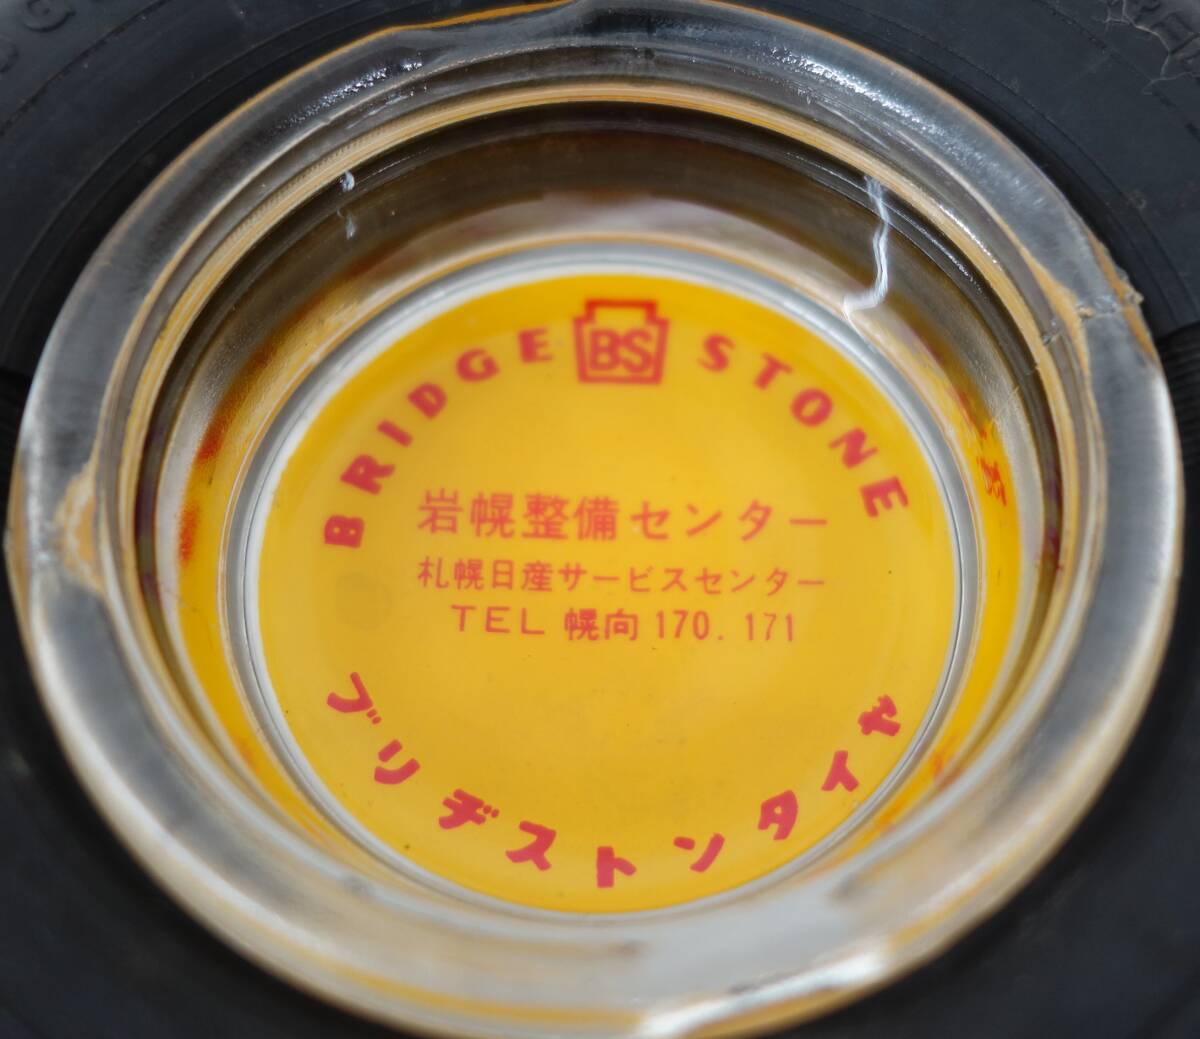 BRIDGE BS STONE
岩幌整備センター
札幌日産サービスセンター
TEL 幌向 170. 171
ブリヂストンタイヤ